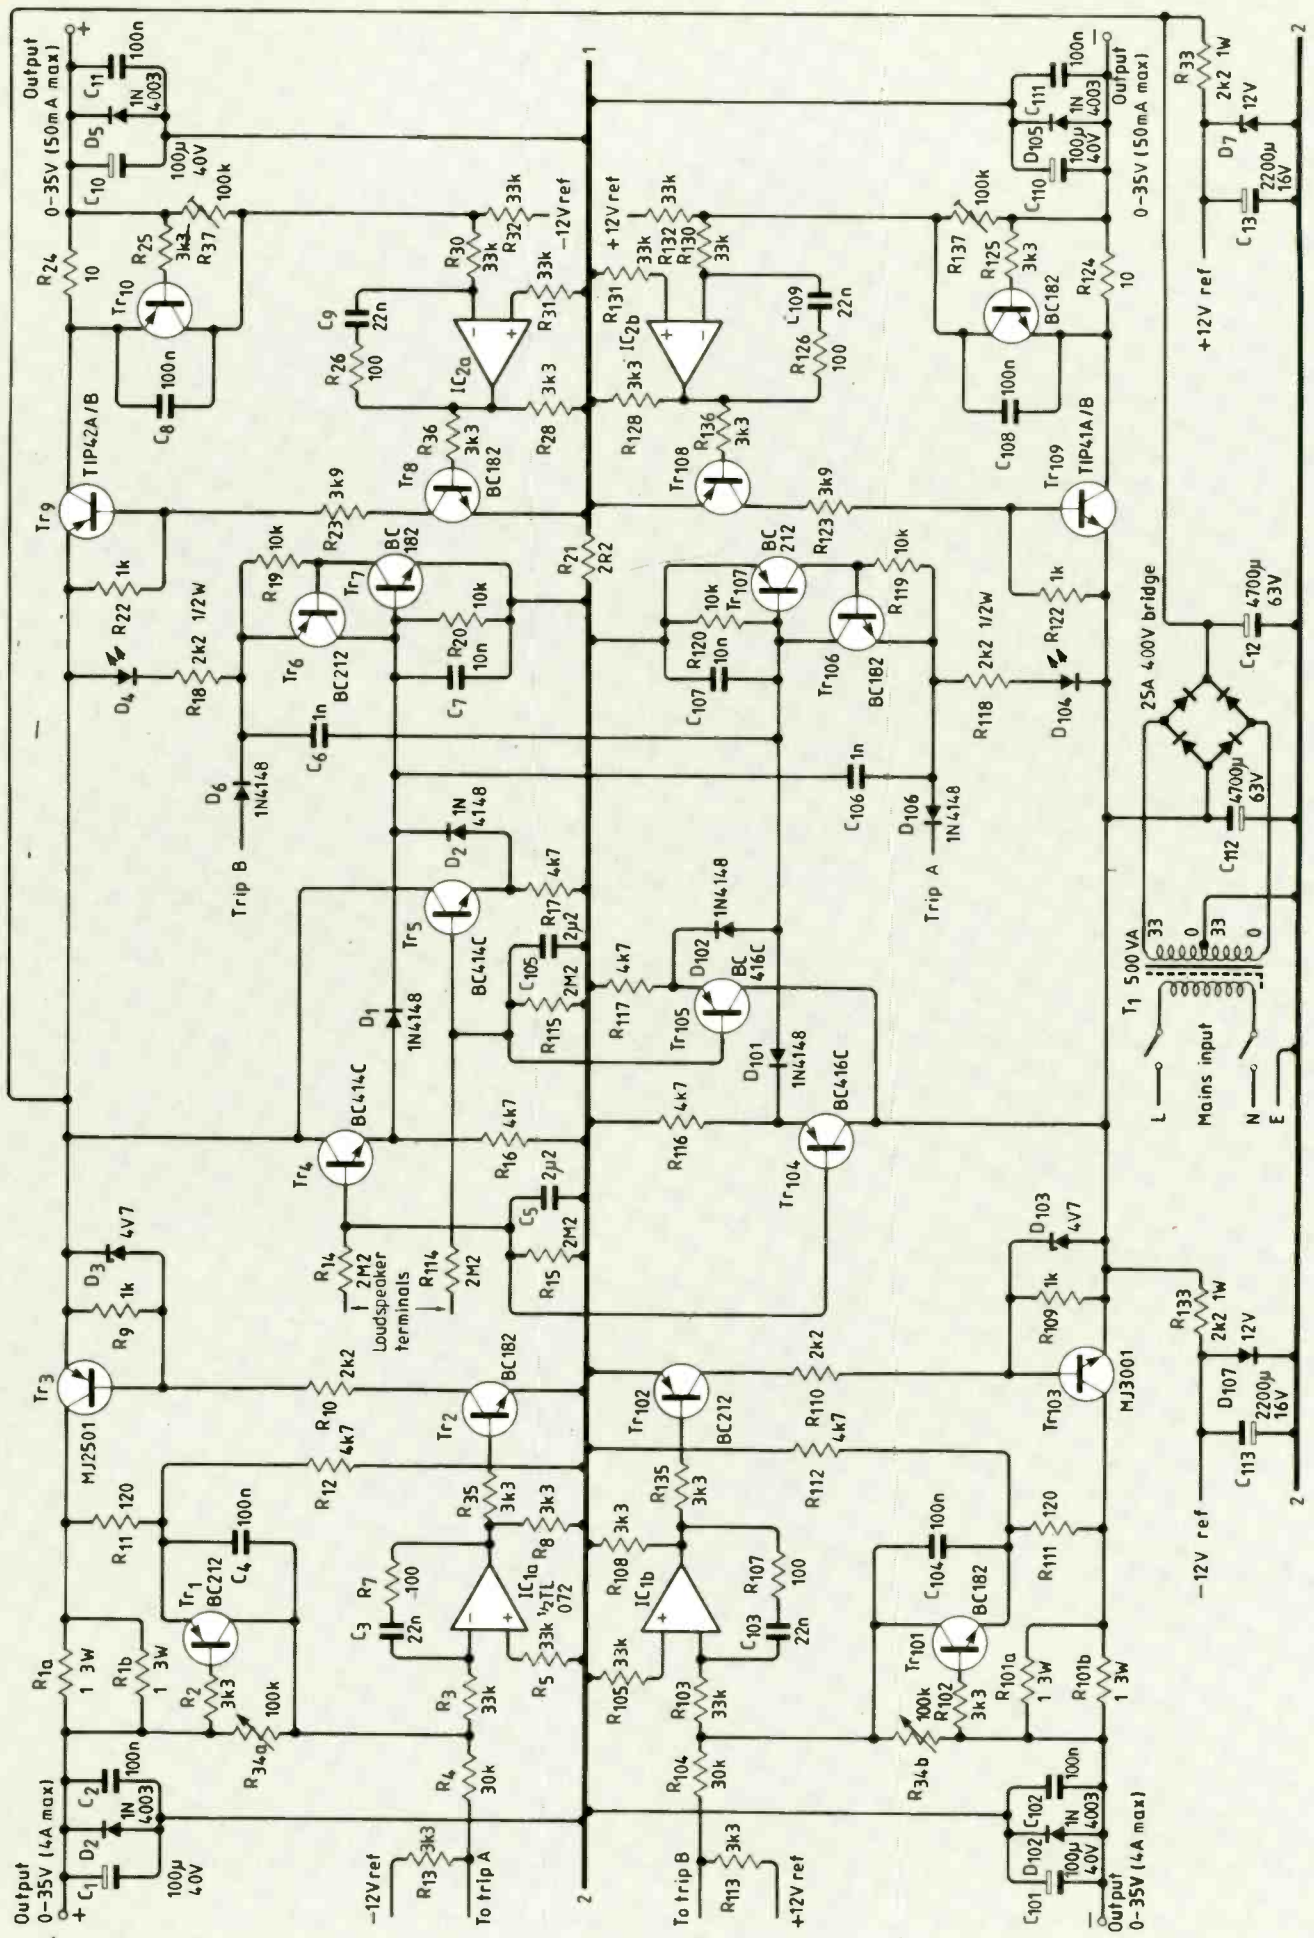 Output
0-35V (4A max)
+
C1
100µ
40V
D2
1N
4003
C2
100n
R1a
1 3W
R1b
1 3W
R2
3k3
R34a
100k
Tr1
BC212
R11
120
C4
100n
R12
4k7
Tr3
MJ2501
R9
1k
D3
4V7
R10
2k2
Tr2
BC182
R35
3k3
R8
3k3
R7
100
C3
22n
IC1a
½TL
072
R5
33k
R3
33k
R4
30k
-12Vref
R13
3k3
To trip A
2
R14
2M2
Loudspeaker
terminals
R114
2M2
R15
2M2
C5
2µ2
R16
4k7
Tr4
BC414C
D1
1N4148
Tr5
BC414C
D2
1N
4148
R17
4k7
C105
2µ2
R115
2M2
Trip B
D6
1N4148
C6
1n
D4
R18
2k2 1/2W
R22
1k
Tr6
BC212
R19
10k
Tr7
BC
182
R20
10k
C7
10n
Tr9
TIP42A/B
R23
3k9
Tr8
BC182
R36
3k3
R28
3k3
IC2a
R26
100
C9
22n
R31
33k
R30
33k
R32
33k
-12Vref
C8
100n
Tr10
R25
3k3
R37
100k
R24
10
C10
100µ
40V
D5
1N
4003
C11
100n
Output
0-35V (50mA max)
+
R21
2R2
1
To trip B
R113
3k3
+12Vref
R104
30k
R103
33k
R105
33k
IC1b
R108
3k3
R107
100
C103
22n
R135
3k3
Tr102
BC212
R110
2k2
R112
4k7
C104
100n
Tr101
BC182
R102
3k3
100k
R34b
R101a
1 3W
R101b
1 3W
R111
120
Tr103
MJ3001
R109
1k
D103
4V7
C101
D102
100µ
40V
1N
4003
C102
100n
Output
0-35V (4A max)
−
R116
4k7
Tr104
BC416C
D101
1N4148
R117
4k7
Tr105
BC
416C
D102
1N4148
Trip A
D106
1N4148
C106
1n
C107
10n
R120
10k
Tr107
BC
212
Tr106
BC182
R119
10k
R118
2k2 1/2W
D104
R122
1k
R123
3k9
Tr108
R136
3k3
R128
3k3
IC2b
R131
33k
+12Vref
R132
33k
R130
33k
C109
22n
R126
100
Tr109
TIP41A/B
C108
100n
BC182
R125
3k3
R137
100k
R124
10
C110
100µ
40V
D105
1N
4003
C111
100n
Output
0-35V (50mA max)
−
-12V ref
C113
2200µ
16V
D107
12V
R133
2k2 1W
2
L
N
E
Mains input
T1 500VA
33
0
33
0
25A 400V bridge
C112
4700µ
63V
C12
4700µ
63V
+12V ref
C13
2200µ
16V
D7
12V
R33
2k2 1W
2